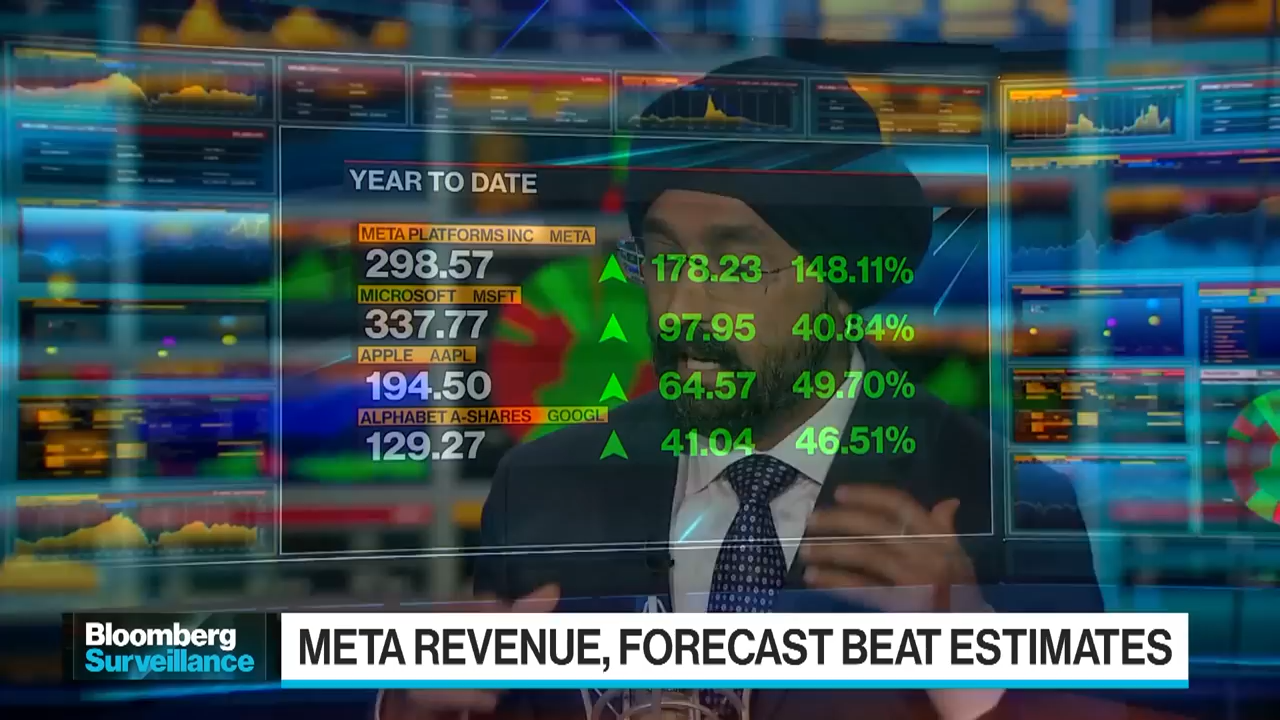 YEAR TO DATE
META PLATFORMS INC META
298.57 178.23 148.11%
MICROSOFT MSFT
337.77 97.95 40.84%
APPLE AAPL
194.50 64.57 49.70%
ALPHABET A-SHARES GOOGL
129.27 41.04 46.51%
Bloomberg
Surveillance
META REVENUE, FORECAST BEAT ESTIMATES